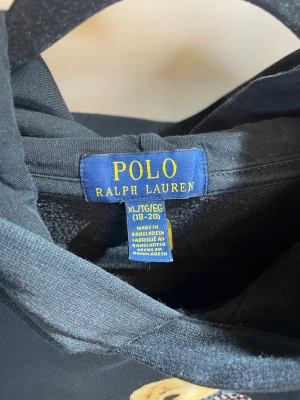 POLO
RALPH LAUREN
XL/TG/EG
(18-20)
MADE IN
BANGLADESH
FABRIQUÉ AU
BANGLADESH
HECHO EN
BANGLADESH